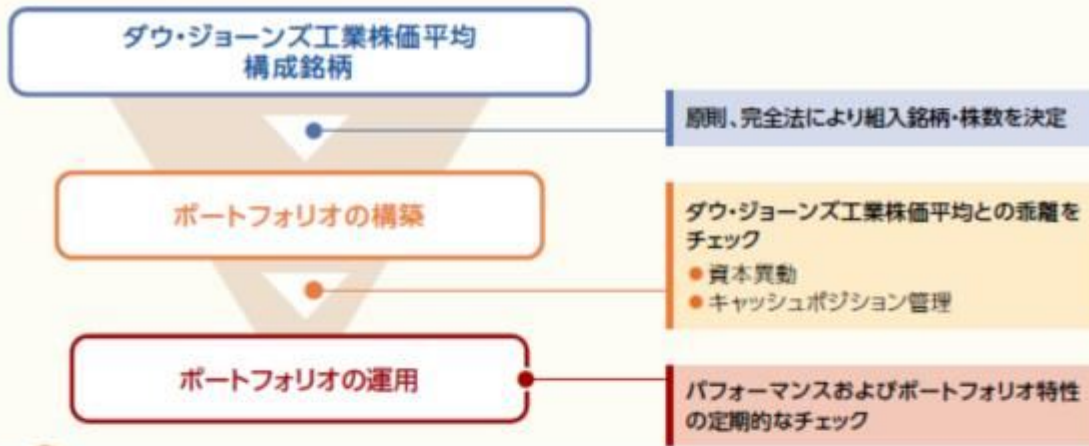 ダウ・ジョーンズ工業株価平均
構成銘柄
原則、完全法により組入銘柄・株数を決定
ポートフォリオの構築
ダウ・ジョーンズ工業株価平均との乖離を
チェック
● 資本異動
● キャッシュポジション管理
ポートフォリオの運用
パフォーマンスおよびポートフォリオ特性
の定期的なチェック